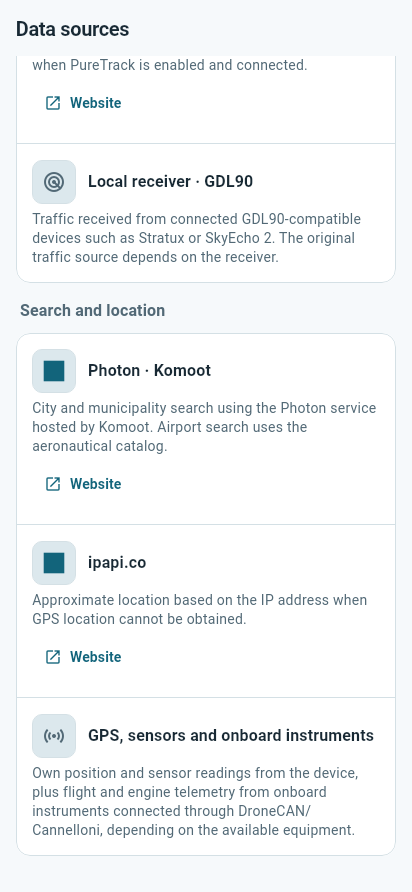 Data sources
when PureTrack is enabled and connected.
Website
Local receiver · GDL90
Traffic received from connected GDL90-compatible
devices such as Stratux or SkyEcho 2. The original
traffic source depends on the receiver.
Search and location
Photon · Komoot
City and municipality search using the Photon service
hosted by Komoot. Airport search uses the
aeronautical catalog.
Website
ipapi.co
Approximate location based on the IP address when
GPS location cannot be obtained.
Website
GPS, sensors and onboard instruments
Own position and sensor readings from the device,
plus flight and engine telemetry from onboard
instruments connected through DroneCAN/
Cannelloni, depending on the available equipment.